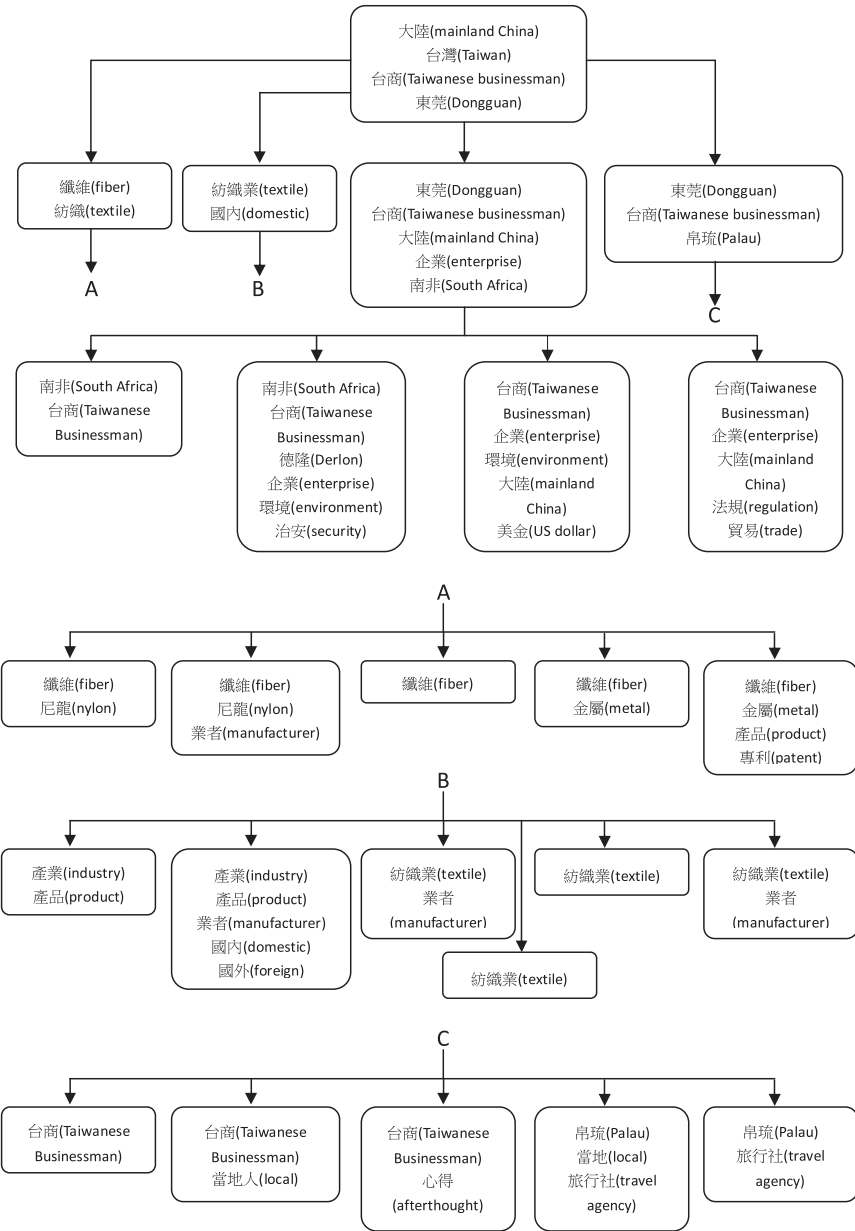 大陸(mainland China)
台灣(Taiwan)
台商(Taiwanese businessman)
東莞(Dongguan)
纖維(fiber)
紡織(textile)
紡織業(textile)
國內(domestic)
東莞(Dongguan)
台商(Taiwanese businessman)
大陸(mainland China)
企業(enterprise)
南非(South Africa)
東莞(Dongguan)
台商(Taiwanese businessman)
帛琉(Palau)
A
B
C
南非(South Africa)
台商(Taiwanese
Businessman)
南非(South Africa)
台商(Taiwanese
Businessman)
德隆(Derlon)
企業(enterprise)
環境(environment)
治安(security)
台商(Taiwanese
Businessman)
企業(enterprise)
環境(environment)
大陸(mainland
China)
美金(US dollar)
台商(Taiwanese
Businessman)
企業(enterprise)
大陸(mainland
China)
法規(regulation)
貿易(trade)
A
纖維(fiber)
尼龍(nylon)
纖維(fiber)
尼龍(nylon)
業者(manufacturer)
纖維(fiber)
纖維(fiber)
金屬(metal)
纖維(fiber)
金屬(metal)
產品(product)
專利(patent)
B
產業(industry)
產品(product)
產業(industry)
產品(product)
業者(manufacturer)
國內(domestic)
國外(foreign)
紡織業(textile)
業者
(manufacturer)
紡織業(textile)
紡織業(textile)
紡織業(textile)
業者
(manufacturer)
C
台商(Taiwanese
Businessman)
台商(Taiwanese
Businessman)
當地人(local)
台商(Taiwanese
Businessman)
心得
(afterthought)
帛琉(Palau)
當地(local)
旅行社(travel
agency)
帛琉(Palau)
旅行社(travel
agency)